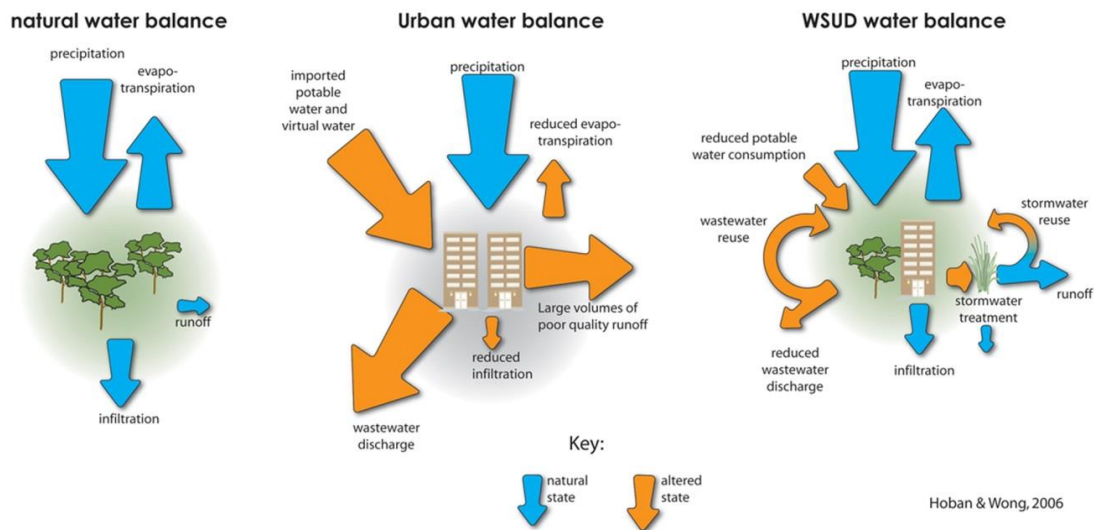 natural water balance
precipitation
evapo-
transpiration
runoff
infiltration
Urban water balance
imported
potable
water and
virtual water
precipitation
reduced evapo-
transpiration
Large volumes of
poor quality runoff
reduced
infiltration
wastewater
discharge
WSUD water balance
precipitation
evapo-
transpiration
reduced potable
water consumption
wastewater
reuse
stormwater
reuse
runoff
stormwater
treatment
reduced
wastewater
discharge
infiltration
Key:
natural
state
altered
state
Hoban & Wong, 2006